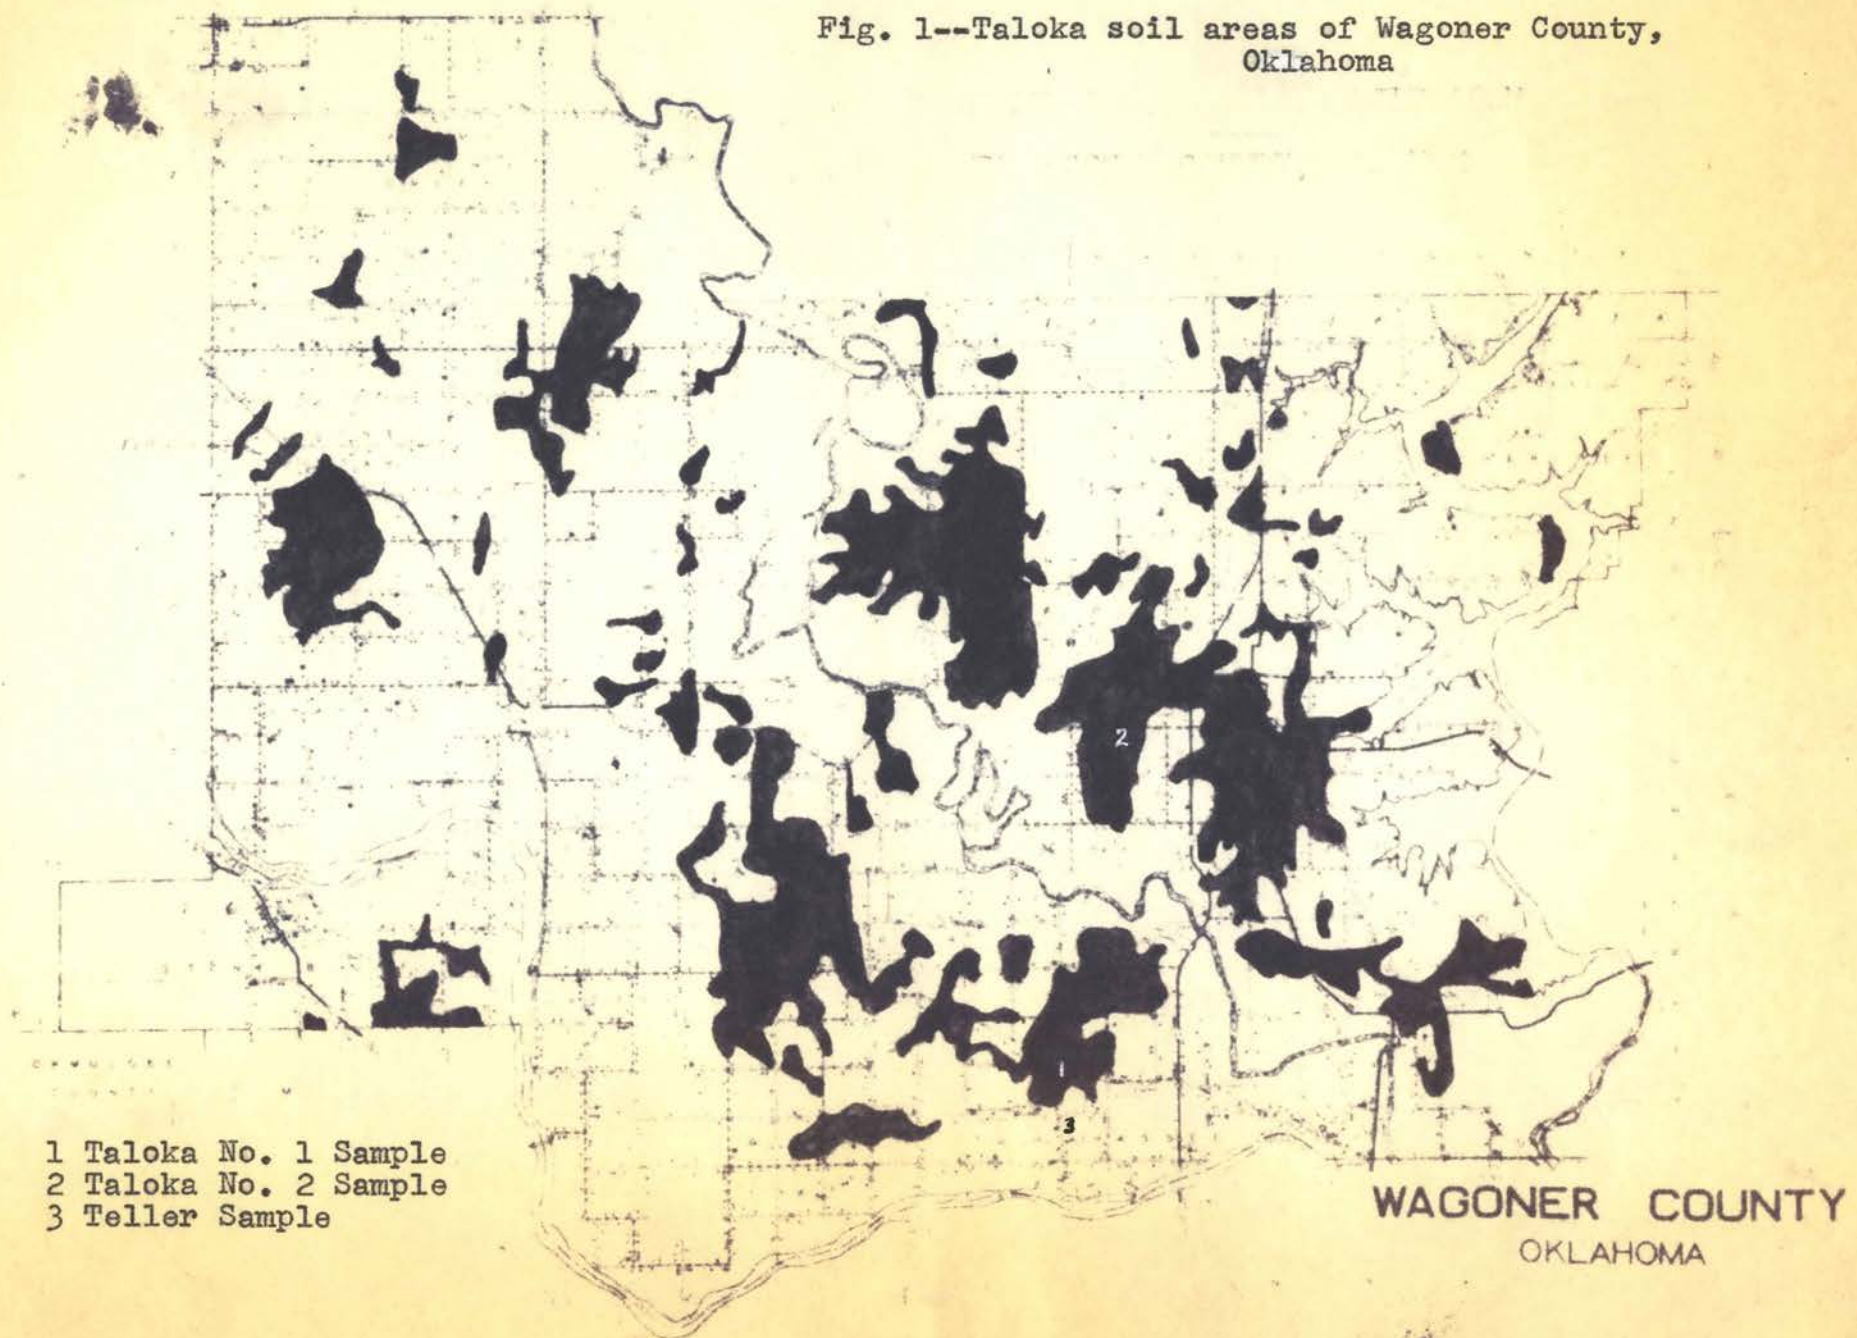 Fig. 1--Taloka soil areas of Wagoner County,
Oklahoma
2
1
3
1 Taloka No. 1 Sample
2 Taloka No. 2 Sample
3 Teller Sample
WAGONER COUNTY
OKLAHOMA